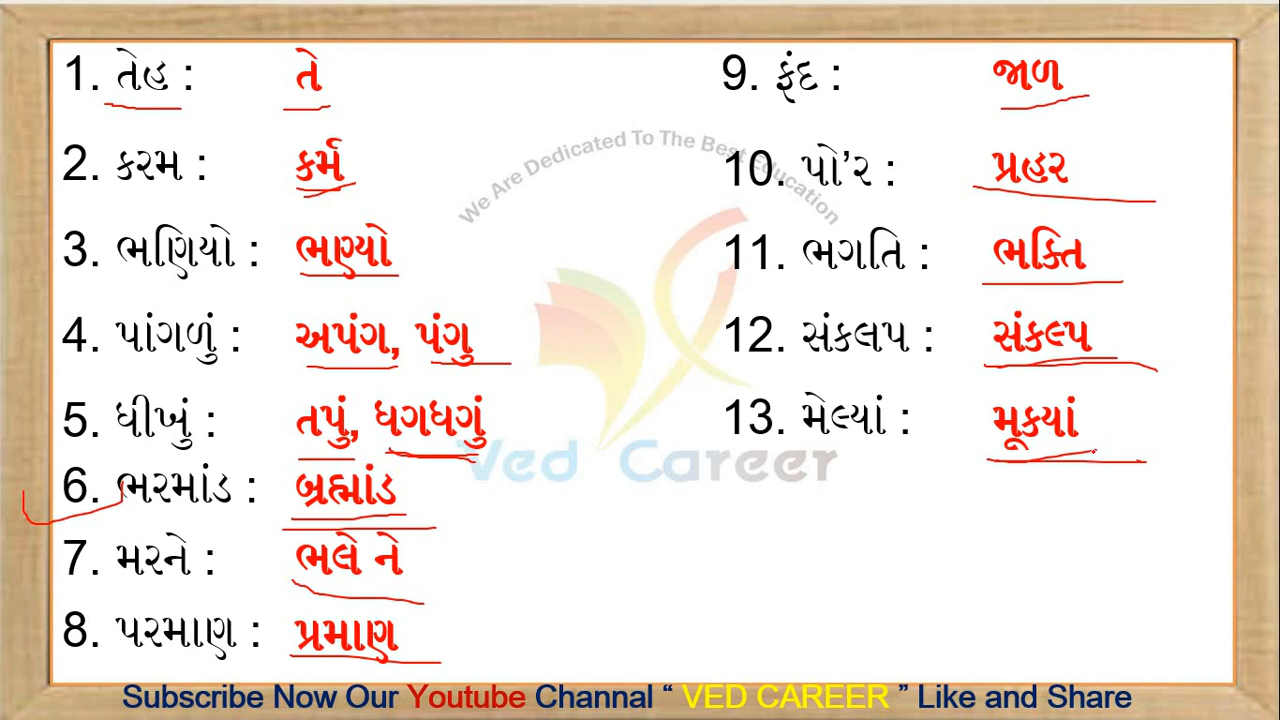 1. તેહ : તે
2. કરમ : કર્મ
3. ભણિયો : ભણ્યો
4. પાંગળું : અપંગ, પંગુ
5. ધીખું : તપું, ધગધગું
6. ભરમાંડ : બ્રહ્માંડ
7. મરને : ભલે ને
8. પરમાણ : પ્રમાણ
9. ફંદ : જાળ
10. પો’ર : પ્રહર
11. ભગતિ : ભક્તિ
12. સંકલપ : સંકલ્પ
13. મેલ્યાં : મૂકયાં
We Are Dedicated To The Best Education
Ved Career
Subscribe Now Our Youtube Channal “ VED CAREER ” Like and Share